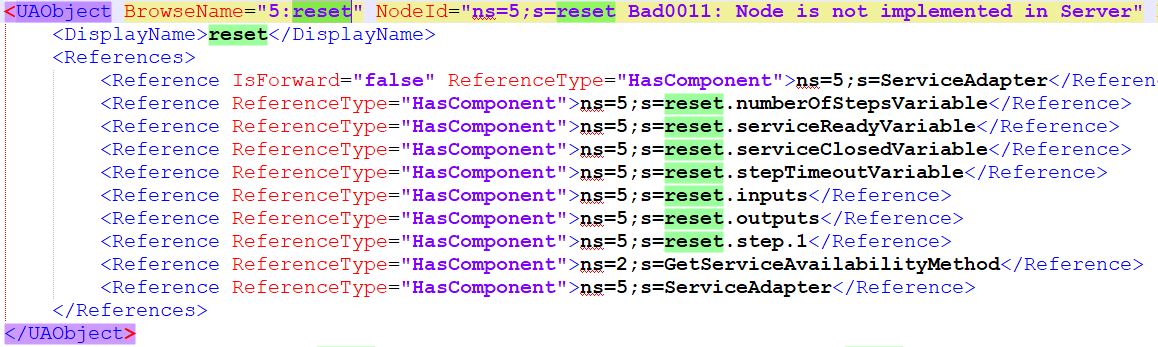 <UAObject BrowseName="5:reset" NodeId="ns=5;s=reset Bad0011: Node is not implemented in Server"
<DisplayName>reset</DisplayName>
<References>
<Reference IsForward="false" ReferenceType="HasComponent">ns=5;s=ServiceAdapter</Referen
<Reference ReferenceType="HasComponent">ns=5;s=reset.numberOfStepsVariable</Reference>
<Reference ReferenceType="HasComponent">ns=5;s=reset.serviceReadyVariable</Reference>
<Reference ReferenceType="HasComponent">ns=5;s=reset.serviceClosedVariable</Reference>
<Reference ReferenceType="HasComponent">ns=5;s=reset.stepTimeoutVariable</Reference>
<Reference ReferenceType="HasComponent">ns=5;s=reset.inputs</Reference>
<Reference ReferenceType="HasComponent">ns=5;s=reset.outputs</Reference>
<Reference ReferenceType="HasComponent">ns=5;s=reset.step.1</Reference>
<Reference ReferenceType="HasComponent">ns=2;s=GetServiceAvailabilityMethod</Reference>
<Reference ReferenceType="HasComponent">ns=5;s=ServiceAdapter</Reference>
</References>
</UAObject>